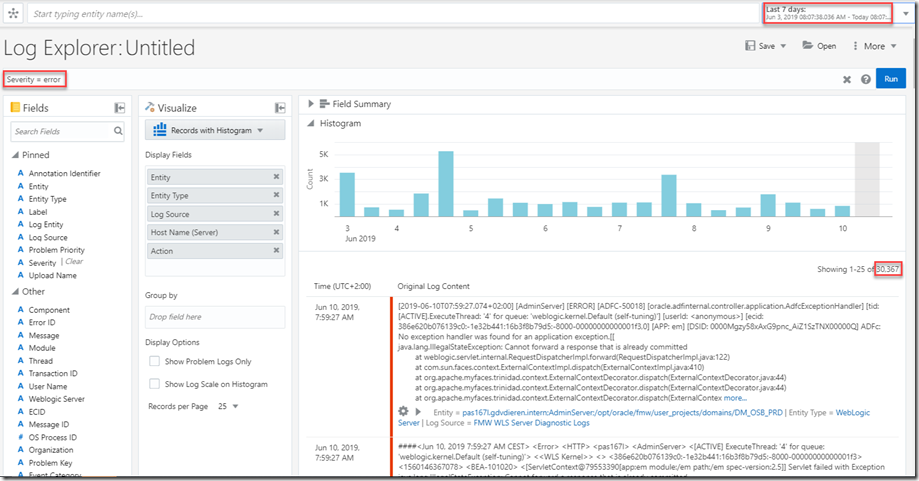 Start typing entity name(s)...
Last 7 days:
Jun 3, 2019 08:07:38.036 AM - Today 08:07:...
Log Explorer: Untitled
Save
Open
More
Severity = error
Run
Fields
Search Fields
Pinned
Annotation Identifier
Entity
Entity Type
Label
Log Entity
Log Source
Problem Priority
Severity | Clear
Upload Name
Other
Component
Error ID
Message
Module
Thread
Transaction ID
User Name
Weblogic Server
ECID
Message ID
OS Process ID
Organization
Problem Key
Event Category
Visualize
Records with Histogram
Display Fields
Entity
Entity Type
Log Source
Host Name (Server)
Action
Group by
Drop field here
Display Options
Show Problem Logs Only
Show Log Scale on Histogram
Records per Page 25
Field Summary
Histogram
Count
5K
3K
1K
3 4 5 6 7 8 9 10
Jun 2019
Showing 1-25 of 30,367
Time (UTC+2:00) Original Log Content
Jun 10, 2019,
7:59:27 AM
[2019-06-10T07:59:27.074+02:00] [AdminServer] [ERROR] [ADFC-50018] [oracle.adfinternal.controller.application.AdfcExceptionHandler] [tid:
[ACTIVE].ExecuteThread: '4' for queue: 'weblogic.kernel.Default (self-tuning)'] [userId: <anonymous>] [ecid:
386e620b076139c0:-1e32b441:16b3f8b79d5:-8000-00000000000001f3,0] [APP: em] [DSID: 0000Mgzy58xAxG9pnc_AiZ1SzTNX00000Q] ADFc:
No exception handler was found for an application exception.[[
java.lang.IllegalStateException: Cannot forward a response that is already committed
at weblogic.servlet.internal.RequestDispatcherImpl.forward(RequestDispatcherImpl.java:122)
at com.sun.faces.context.ExternalContextImpl.dispatch(ExternalContextImpl.java:410)
at org.apache.myfaces.trinidad.context.ExternalContextDecorator.dispatch(ExternalContextDecorator.java:44)
at org.apache.myfaces.trinidad.context.ExternalContextDecorator.dispatch(ExternalContextDecorator.java:44)
at org.apache.myfaces.trinidad.context.ExternalContextDecorator.dispatch(ExternalContex more...
Entity = pas167l.gdvdieren.intern:AdminServer:/opt/oracle/fmw/user_projects/domains/DM_OSB_PRD | Entity Type = WebLogic
Server | Log Source = FMW WLS Server Diagnostic Logs
Jun 10, 2019,
7:59:27 AM
####<Jun 10, 2019 7:59:27 AM CEST> <Error> <HTTP> <pas167l> <AdminServer> <[ACTIVE] ExecuteThread: '4' for queue:
'weblogic.kernel.Default (self-tuning)'> <<WLS Kernel>> <> <386e620b076139c0:-1e32b441:16b3f8b79d5:-8000-00000000000001f3>
<1560146367078> <BEA-101020> <[ServletContext@79553390[app:em module:/em path:/em spec-version:2.5]] Servlet failed with Exception